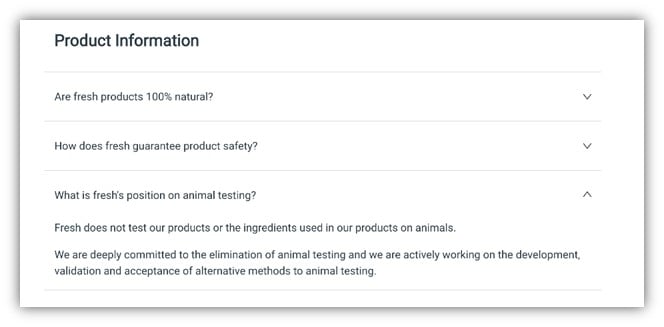 Product Information
Are fresh products 100% natural?
How does fresh guarantee product safety?
What is fresh's position on animal testing?
Fresh does not test our products or the ingredients used in our products on animals.
We are deeply committed to the elimination of animal testing and we are actively working on the development,
validation and acceptance of alternative methods to animal testing.